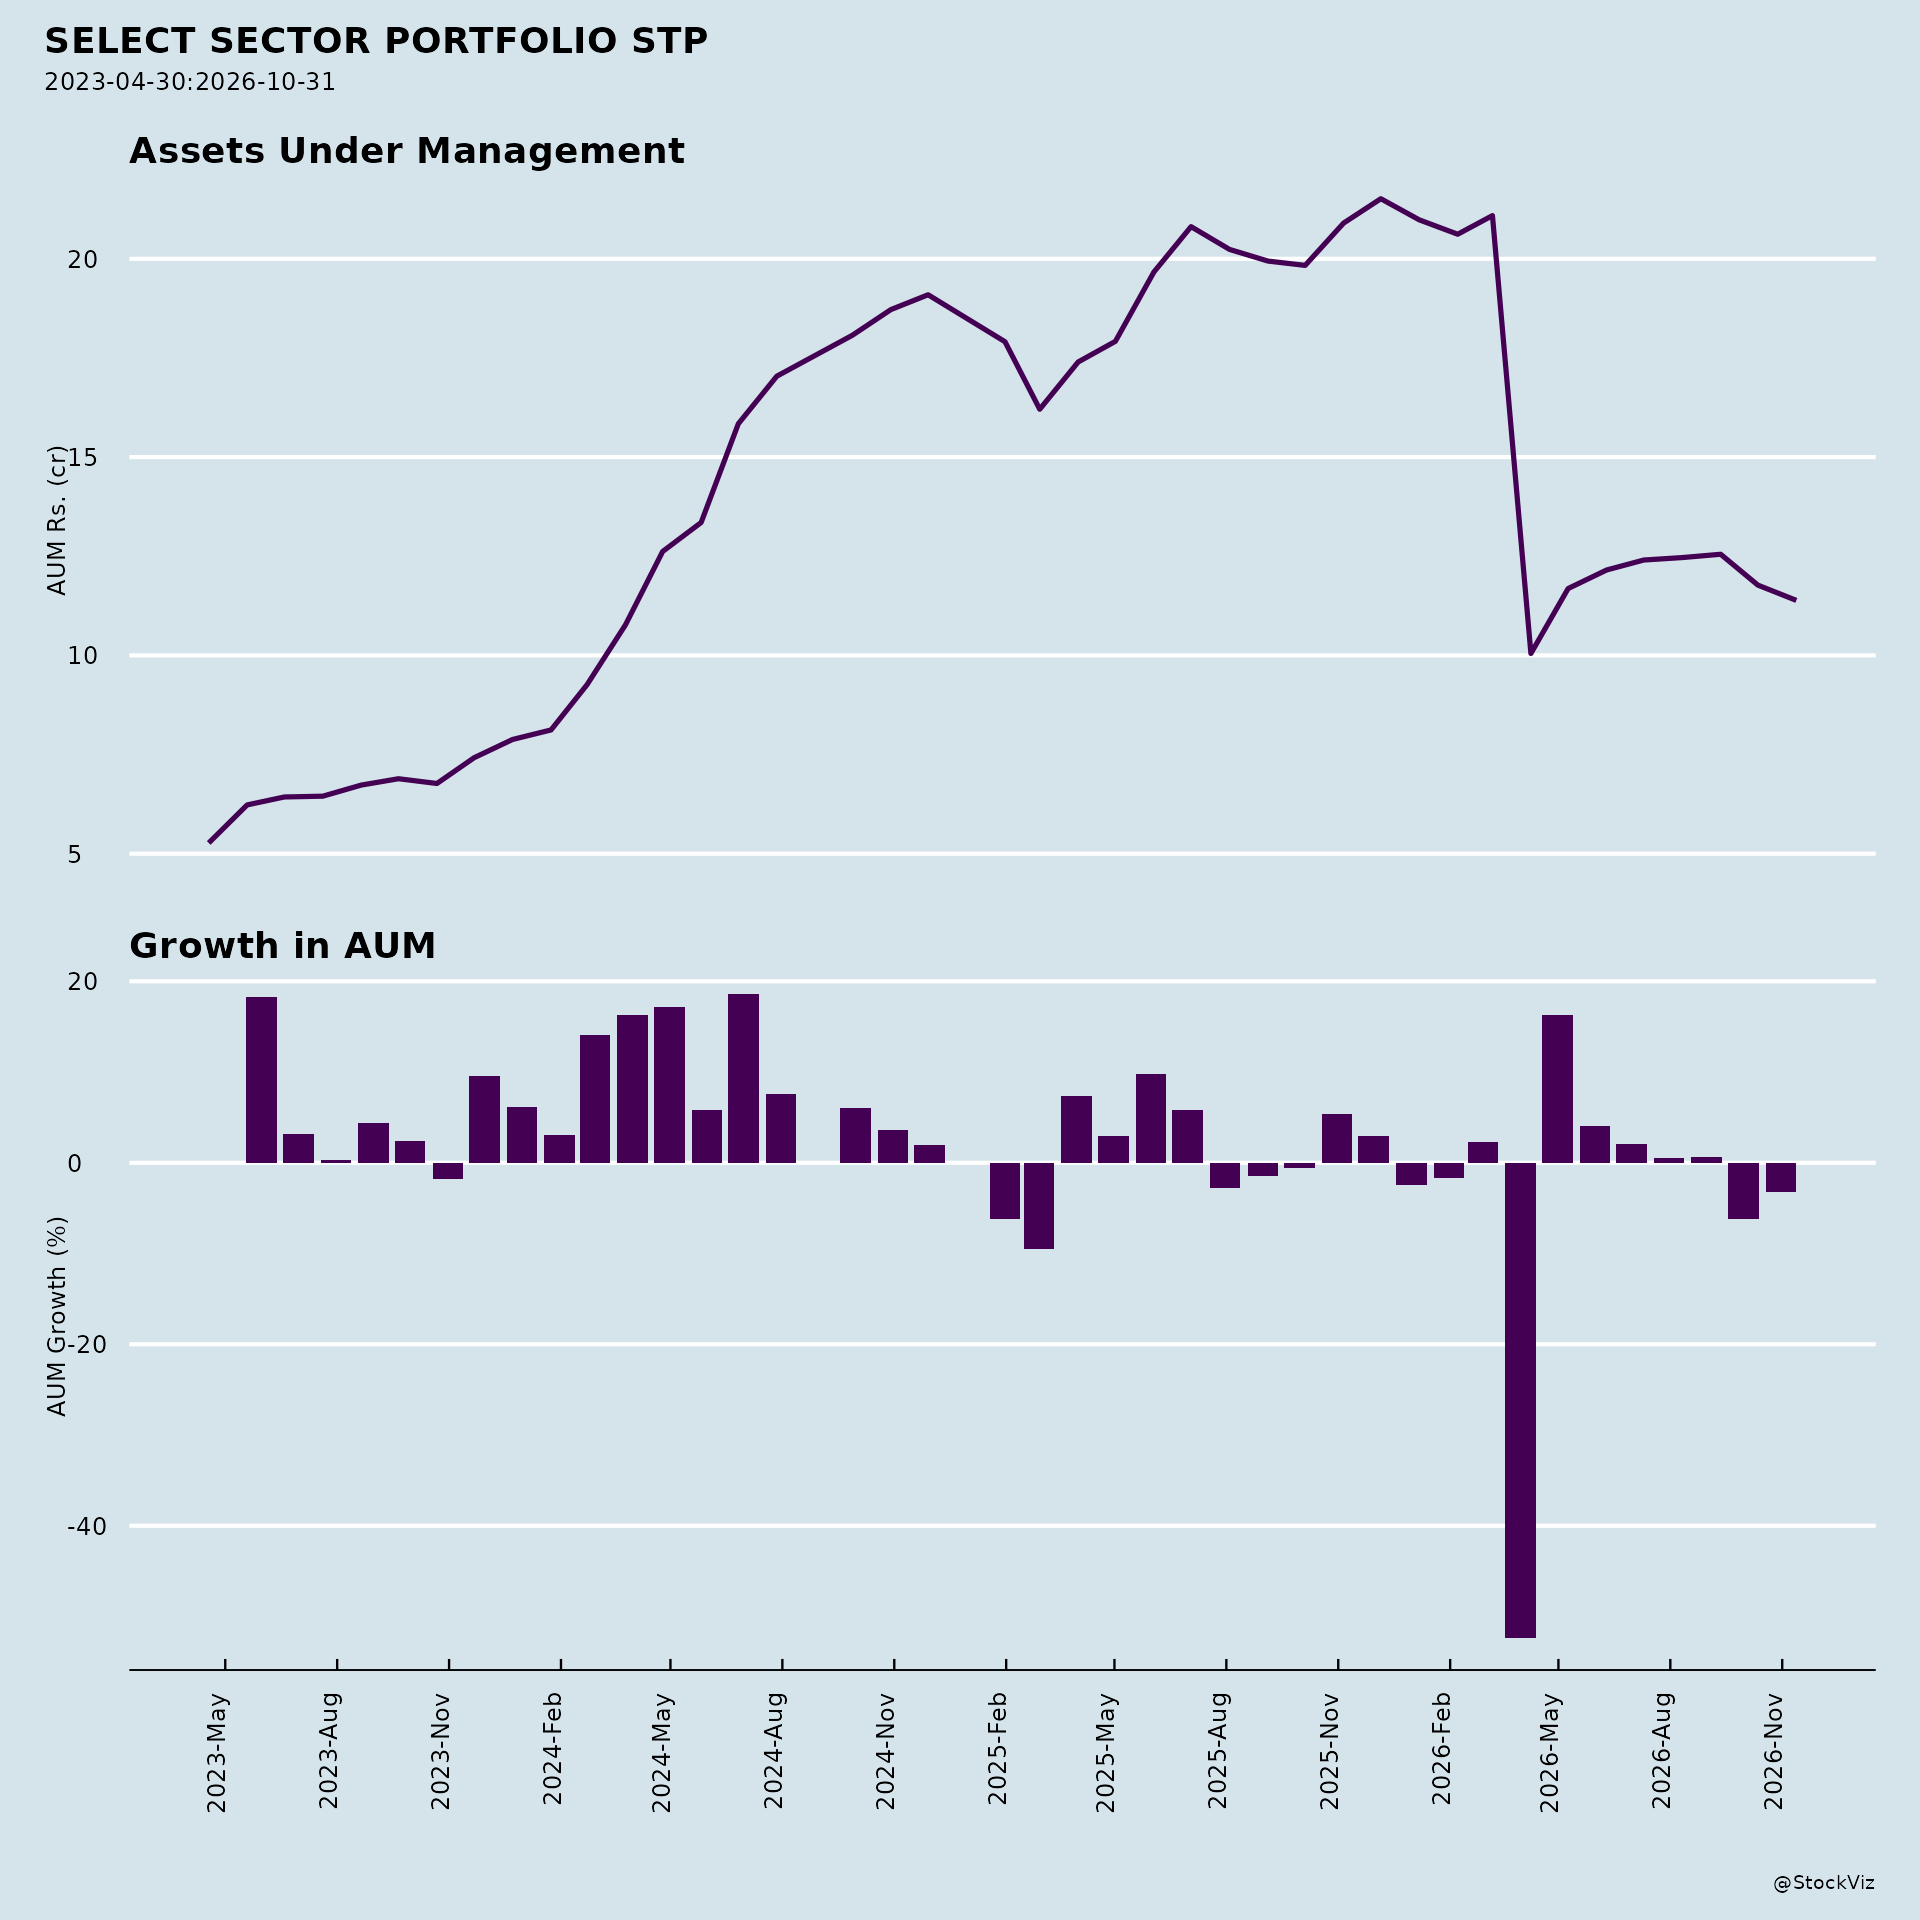 SELECT SECTOR PORTFOLIO STP
2023-04-30:2026-10-31
Assets Under Management
AUM Rs. (cr)
20
15
10
5
Growth in AUM
AUM Growth (%)
20
0
-20
-40
2023-May
2023-Aug
2023-Nov
2024-Feb
2024-May
2024-Aug
2024-Nov
2025-Feb
2025-May
2025-Aug
2025-Nov
2026-Feb
2026-May
2026-Aug
2026-Nov
@StockViz